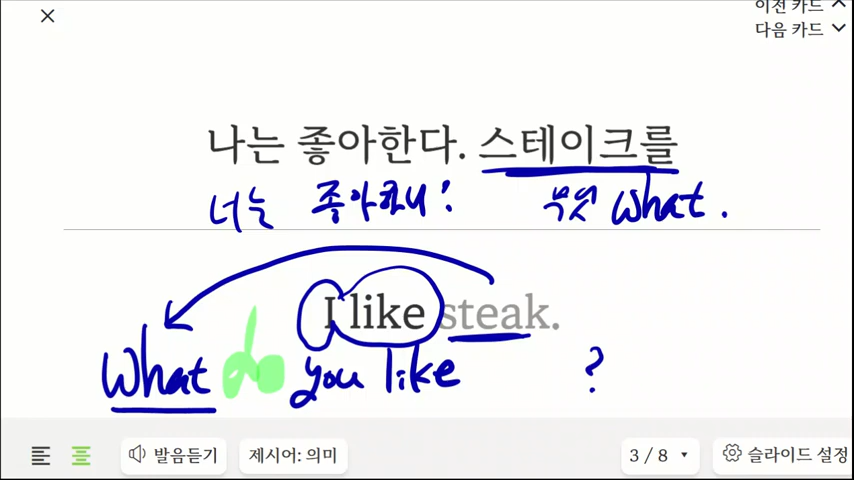 이전 카드
다음 카드
나는 좋아한다. 스테이크를
너는 좋아하니? 무엇 what.
I like steak.
What do you like ?
발음듣기 제시어: 의미 3 / 8 슬라이드 설정